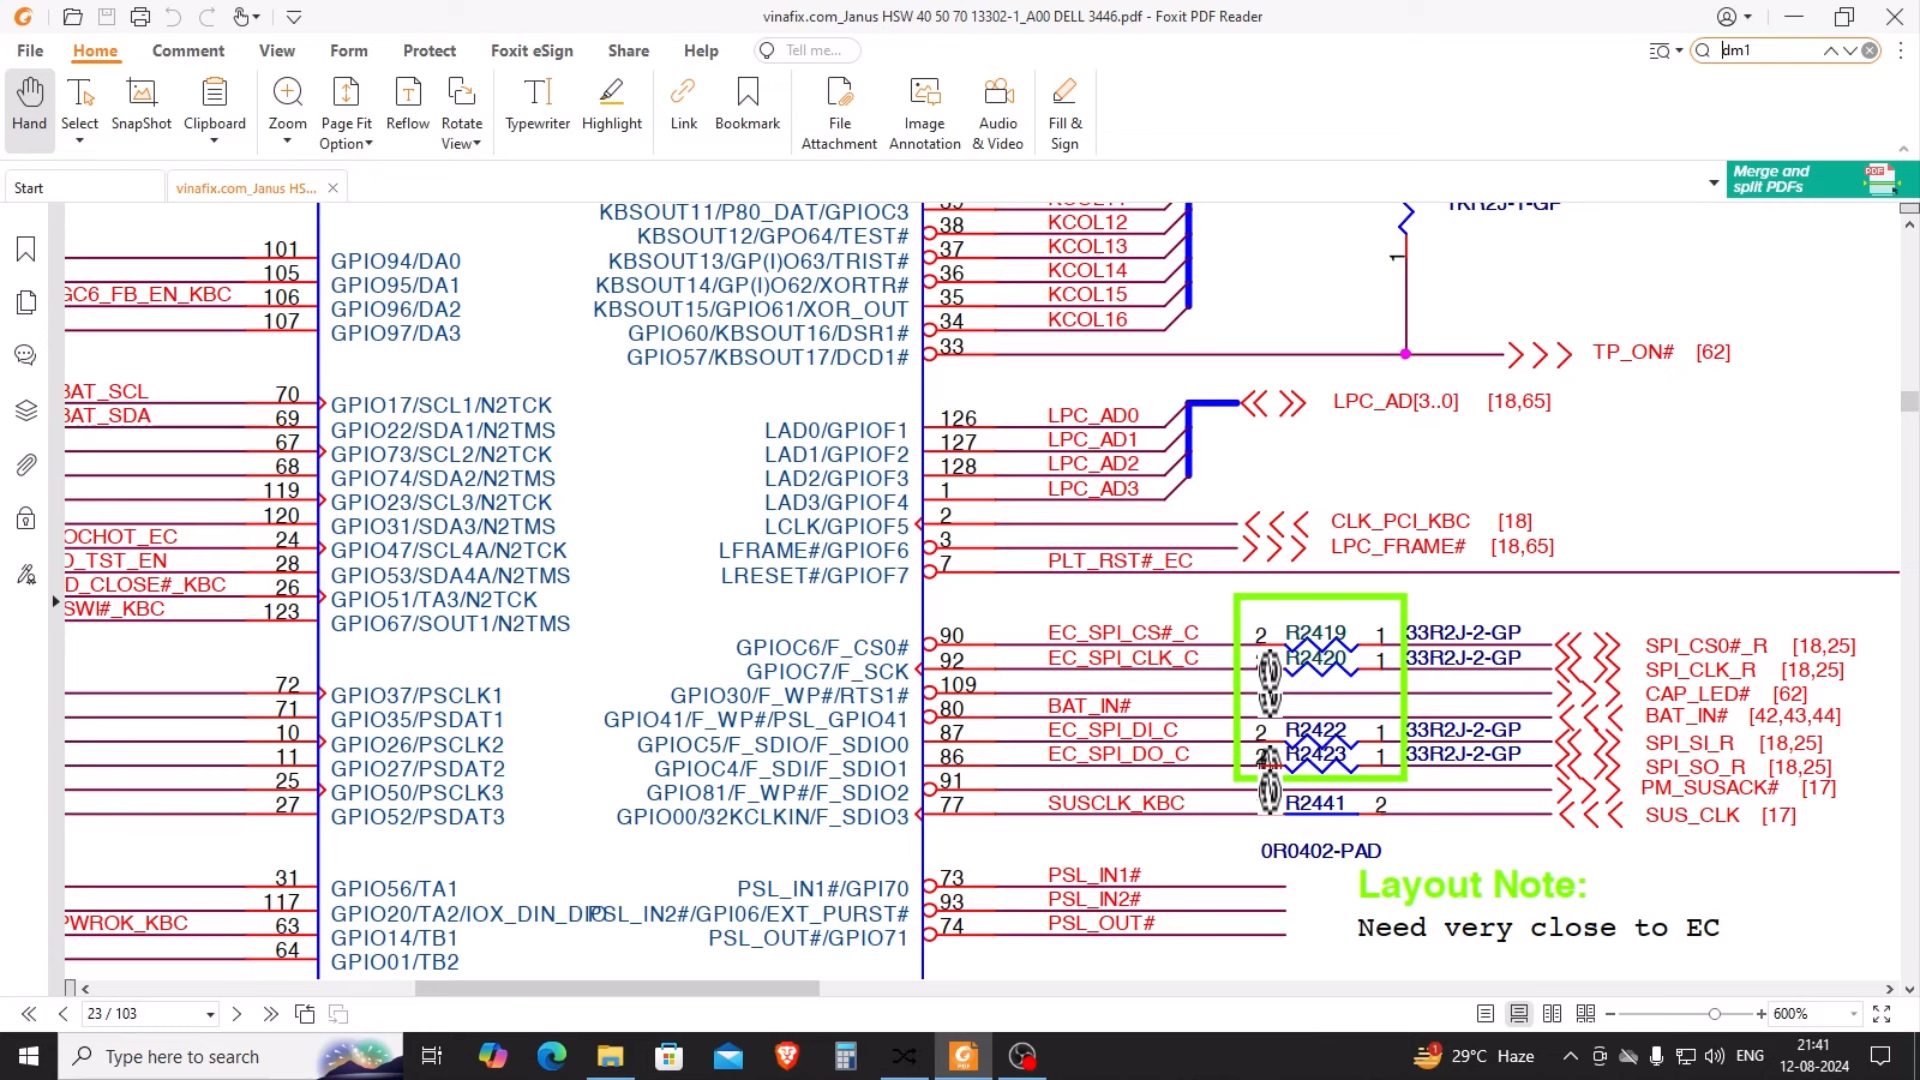 vinafix.com_Janus HSW 40 50 70 13302-1_A00 DELL 3446.pdf - Foxit PDF Reader
File Home Comment View Form Protect Foxit eSign Share Help Tell me... dm1
Hand Select SnapShot Clipboard Zoom Page Fit Option Reflow Rotate View Typewriter Highlight Link Bookmark File Attachment Image Annotation Audio & Video Fill & Sign
Start vinafix.com_Janus HS... Merge and split PDFs
KBSOUT11/P80_DAT/GPIOC3
KBSOUT12/GPO64/TEST# 38 KCOL12
101 GPIO94/DA0 KBSOUT13/GP(I)O63/TRIST# 37 KCOL13
105 GPIO95/DA1 KBSOUT14/GP(I)O62/XORTR# 36 KCOL14 1
GC6_FB_EN_KBC 106 GPIO96/DA2 KBSOUT15/GPIO61/XOR_OUT 35 KCOL15
107 GPIO97/DA3 GPIO60/KBSOUT16/DSR1# 34 KCOL16
GPIO57/KBSOUT17/DCD1# 33 TP_ON# [62]
BAT_SCL 70 GPIO17/SCL1/N2TCK LPC_AD[3..0] [18,65]
BAT_SDA 69 GPIO22/SDA1/N2TMS LAD0/GPIOF1 126 LPC_AD0
67 GPIO73/SCL2/N2TCK LAD1/GPIOF2 127 LPC_AD1
68 GPIO74/SDA2/N2TMS LAD2/GPIOF3 128 LPC_AD2
119 GPIO23/SCL3/N2TCK LAD3/GPIOF4 1 LPC_AD3
120 GPIO31/SDA3/N2TMS LCLK/GPIOF5 2 CLK_PCI_KBC [18]
OCHOT_EC 24 GPIO47/SCL4A/N2TCK LFRAME#/GPIOF6 3 LPC_FRAME# [18,65]
D_TST_EN 28 GPIO53/SDA4A/N2TMS LRESET#/GPIOF7 7 PLT_RST#_EC
D_CLOSE#_KBC 26 GPIO51/TA3/N2TCK
SWI#_KBC 123 GPIO67/SOUT1/N2TMS
GPIOC6/F_CS0# 90 EC_SPI_CS#_C 2 R2419 1 33R2J-2-GP SPI_CS0#_R [18,25]
GPIOC7/F_SCK 92 EC_SPI_CLK_C R2420 1 33R2J-2-GP SPI_CLK_R [18,25]
72 GPIO37/PSCLK1 GPIO30/F_WP#/RTS1# 109 CAP_LED# [62]
71 GPIO35/PSDAT1 GPIO41/F_WP#/PSL_GPIO41 80 BAT_IN# BAT_IN# [42,43,44]
10 GPIO26/PSCLK2 GPIOC5/F_SDIO/F_SDIO0 87 EC_SPI_DI_C 2 R2422 1 33R2J-2-GP SPI_SI_R [18,25]
11 GPIO27/PSDAT2 GPIOC4/F_SDI/F_SDIO1 86 EC_SPI_DO_C 2 R2423 1 33R2J-2-GP SPI_SO_R [18,25]
25 GPIO50/PSCLK3 GPIO81/F_WP#/F_SDIO2 91 PM_SUSACK# [17]
27 GPIO52/PSDAT3 GPIO00/32KCLKIN/F_SDIO3 77 SUSCLK_KBC R2441 2 SUS_CLK [17]
0R0402-PAD
31 GPIO56/TA1 PSL_IN1#/GPI70 73 PSL_IN1# Layout Note:
117 GPIO20/TA2/IOX_DIN_DIO PSL_IN2#/GPI06/EXT_PURST# 93 PSL_IN2# Need very close to EC
PWROK_KBC 63 GPIO14/TB1 PSL_OUT#/GPIO71 74 PSL_OUT#
64 GPIO01/TB2
23 / 103 600%
Type here to search 1 29°C Haze ENG 21:41 12-08-2024